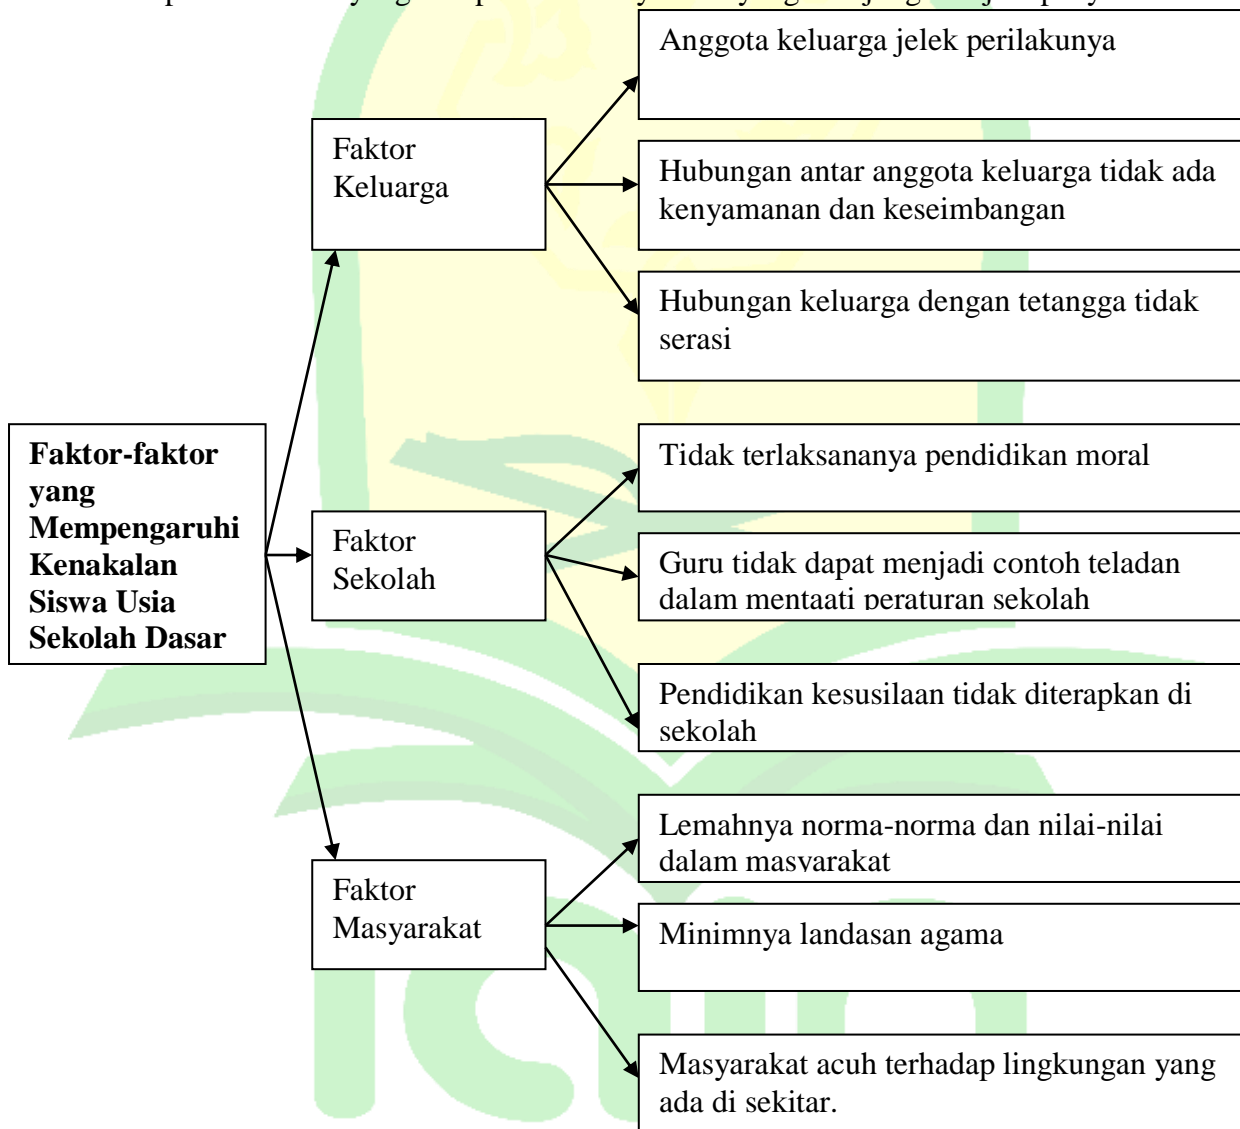 Faktor-faktor
yang
Mempengaruhi
Kenakalan
Siswa Usia
Sekolah Dasar
Faktor
Keluarga
Anggota keluarga jelek perilakunya
Hubungan antar anggota keluarga tidak ada
kenyamanan dan keseimbangan
Hubungan keluarga dengan tetangga tidak
serasi
Faktor
Sekolah
Tidak terlaksananya pendidikan moral
Guru tidak dapat menjadi contoh teladan
dalam mentaati peraturan sekolah
Pendidikan kesusilaan tidak diterapkan di
sekolah
Faktor
Masyarakat
Lemahnya norma-norma dan nilai-nilai
dalam masyarakat
Minimnya landasan agama
Masyarakat acuh terhadap lingkungan yang
ada di sekitar.
iain